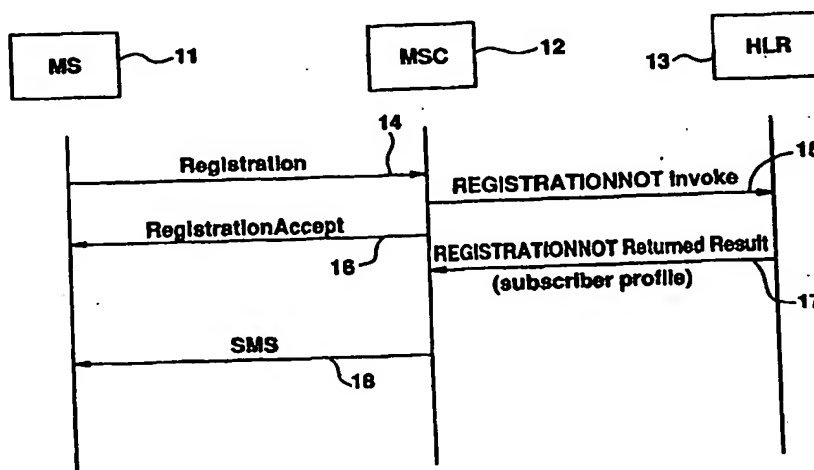 MS
11
MSC
12
13
HLR
14
Registration
15
REGISTRATIONNOT Invoke
RegistrationAccept
16
REGISTRATIONNOT Returned Result
(subscriber profile)
17
SMS
18